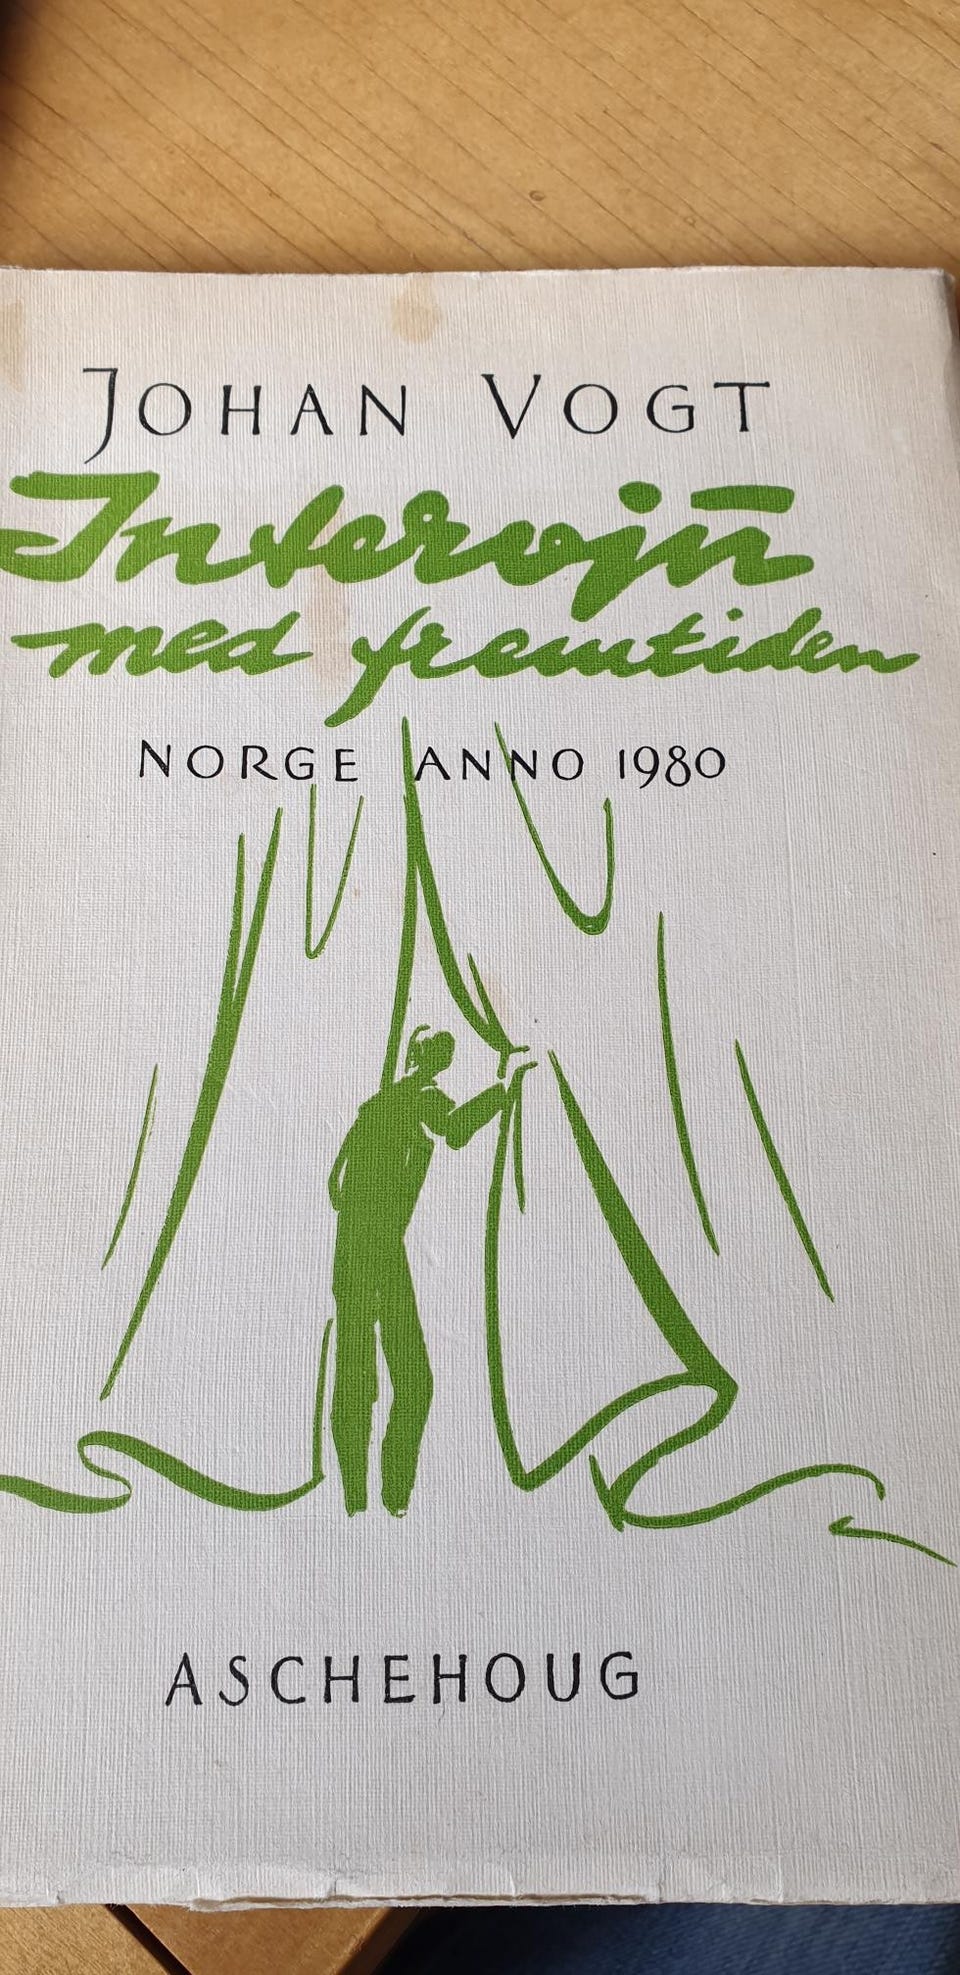 JOHAN VOGT
Intervju
med fremtiden
NORGE ANNO 1980
ASCHEHOUG